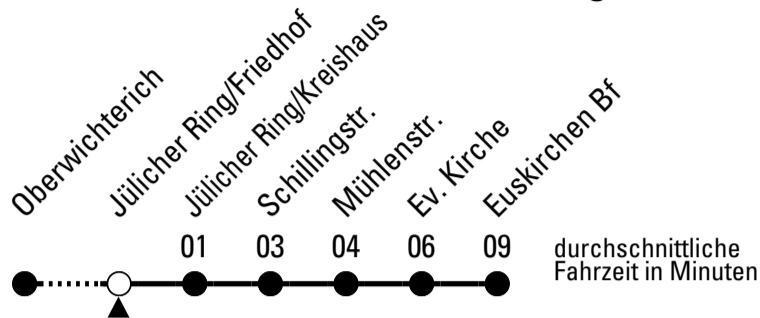 Oberwichterich
Jülicher Ring/Friedhof
Jülicher Ring/Kreishaus
Schillingstr.
Mühlenstr.
Ev. Kirche
Euskirchen Bf
01 03 04 06 09
durchschnittliche
Fahrzeit in Minuten